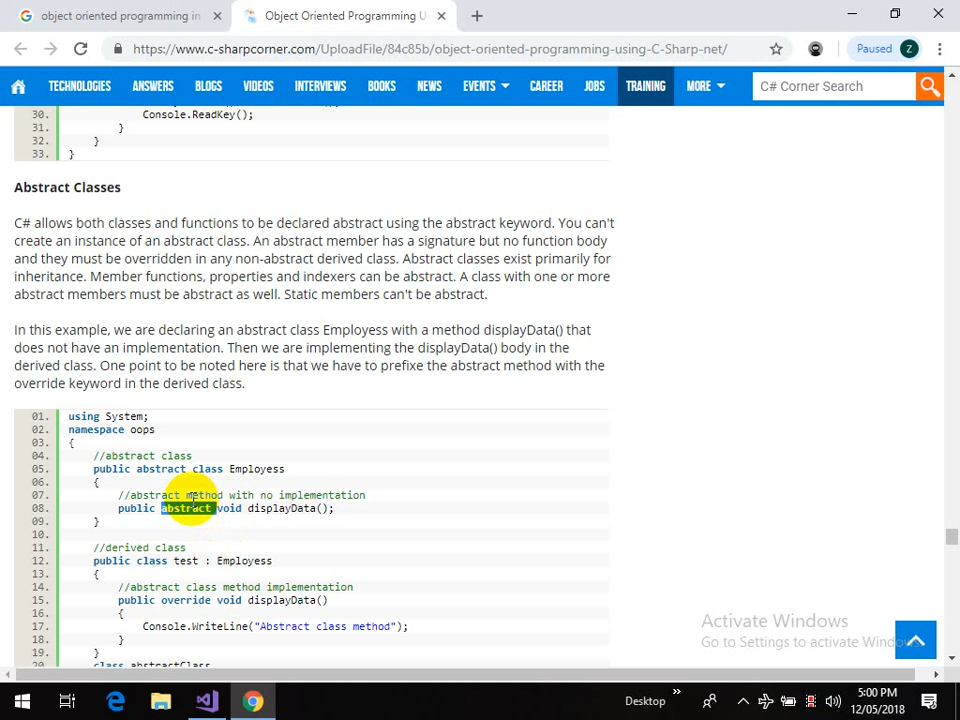 object oriented programming in
Object Oriented Programming U
https://www.c-sharpcorner.com/UploadFile/84c85b/object-oriented-programming-using-C-Sharp-net/
Paused
Z
TECHNOLOGIES ANSWERS BLOGS VIDEOS INTERVIEWS BOOKS NEWS EVENTS CAREER JOBS TRAINING MORE
C# Corner Search
30. Console.ReadKey();
31. }
32. }
33. }
Abstract Classes
C# allows both classes and functions to be declared abstract using the abstract keyword. You can't
create an instance of an abstract class. An abstract member has a signature but no function body
and they must be overridden in any non-abstract derived class. Abstract classes exist primarily for
inheritance. Member functions, properties and indexers can be abstract. A class with one or more
abstract members must be abstract as well. Static members can't be abstract.
In this example, we are declaring an abstract class Employess with a method displayData() that
does not have an implementation. Then we are implementing the displayData() body in the
derived class. One point to be noted here is that we have to prefixe the abstract method with the
override keyword in the derived class.
01. using System;
02. namespace oops
03. {
04. //abstract class
05. public abstract class Employess
06. {
07. //abstract method with no implementation
08. public abstract void displayData();
09. }
10.
11. //derived class
12. public class test : Employess
13. {
14. //abstract class method implementation
15. public override void displayData()
16. {
17. Console.WriteLine("Abstract class method");
18. }
19. }
20. class abstractClass
Activate Windows
Go to Settings to activate Windows.
Desktop
5:00 PM
12/05/2018